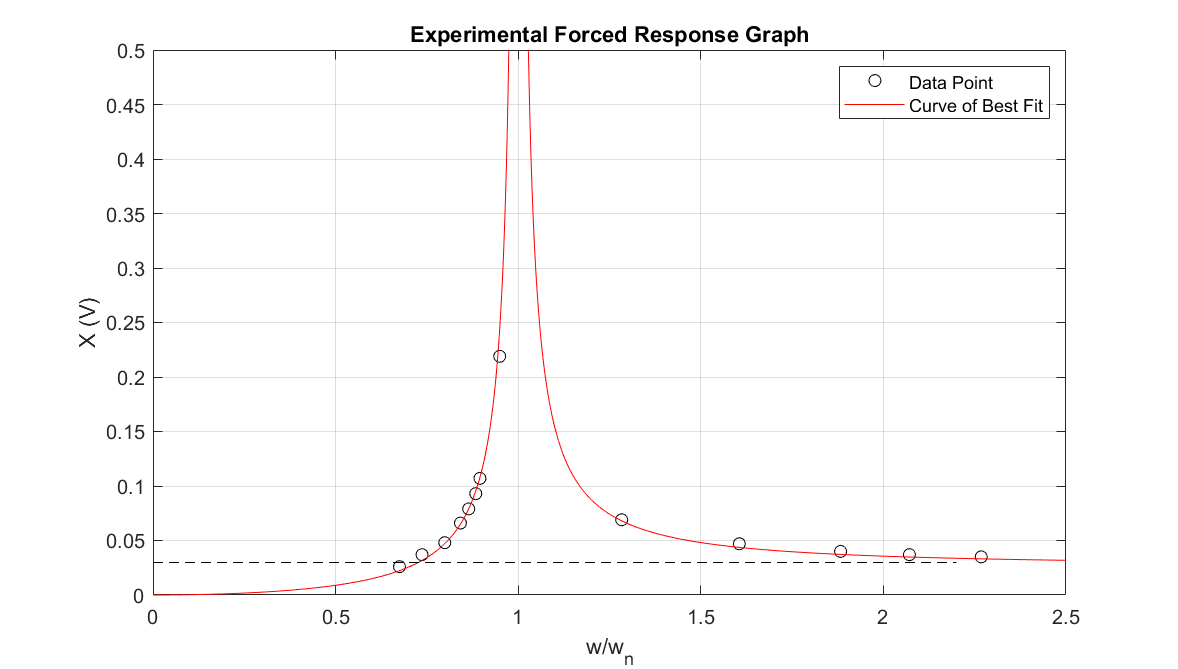 Experimental Forced Response Graph
0.5
0.45
0.4
0.35
0.3
0.25
0.2
0.15
0.1
0.05
0
X (V)
Data Point
Curve of Best Fit
0 0.5 1 1.5 2 2.5
w/wn